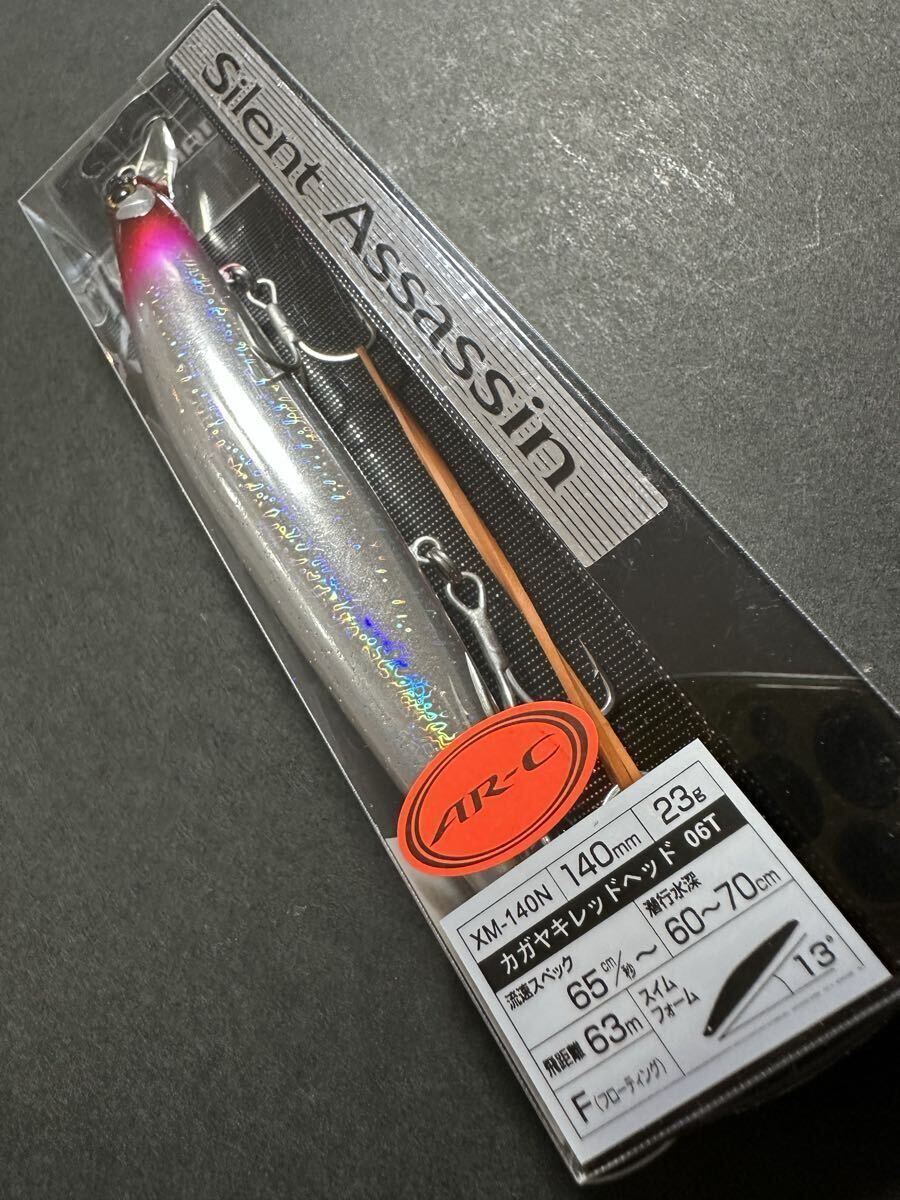 Silent Assassin
AR-C
XM-140N 140mm 23g
カガヤキレッドヘッド 06T
流速スペック 65cm/秒～
潜行水深 60～70cm
飛距離 63m
スイム
フォーム
13°
F(フローティング)